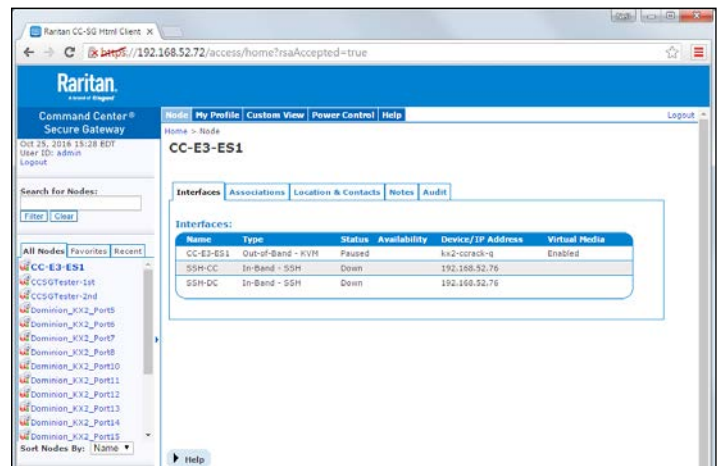 Raritan CC-SG Html Client
https://192.168.52.72/access/home?rsaAccepted=true
Raritan.
Command Center®
Secure Gateway
Oct 25, 2016 15:28 EDT
User ID: admin
Logout
Search for Nodes:
Filter Clear
All Nodes Favorites Recent
CC-E3-ES1
CCSGTester-1st
CCSGTester-2nd
Dominion_KX2_Port5
Dominion_KX2_Port6
Dominion_KX2_Port7
Dominion_KX2_Port8
Dominion_KX2_Port10
Dominion_KX2_Port11
Dominion_KX2_Port12
Dominion_KX2_Port13
Dominion_KX2_Port14
Dominion_KX2_Port15
Sort Nodes By: Name
Node My Profile Custom View Power Control Help Logout
Home > Node
CC-E3-ES1
Interfaces Associations Location & Contacts Notes Audit
Interfaces:
Name Type Status Availability Device/IP Address Virtual Media
CC-E3-ES1 Out-of-Band - KVM Paused kx2-ccrack-q Enabled
SSH-CC In-Band - SSH Down 192.168.52.76
SSH-DC In-Band - SSH Down 192.168.52.76
Help